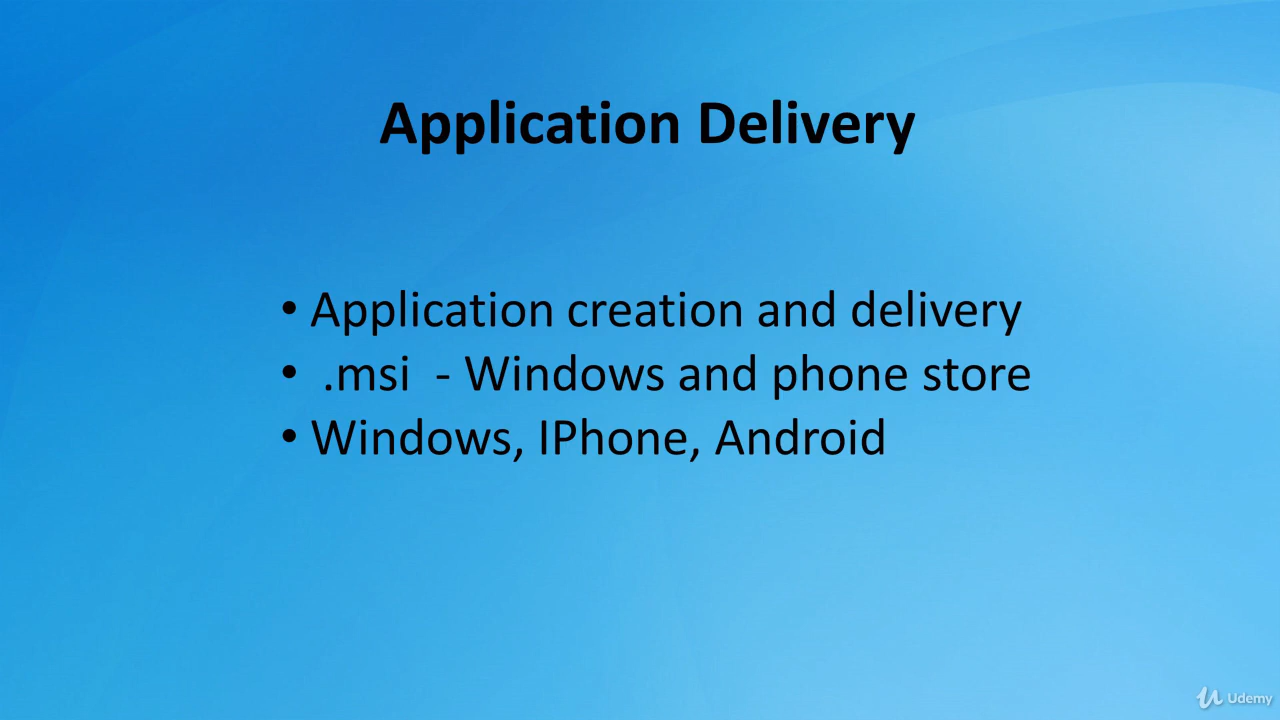 Application Delivery
• Application creation and delivery
• .msi - Windows and phone store
• Windows, IPhone, Android
Udemy